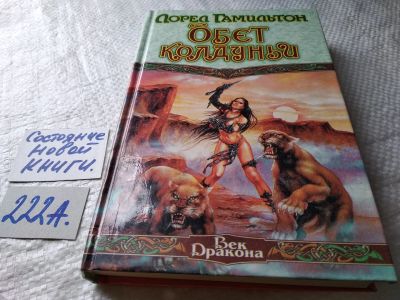 Лорел Гамильтон
Обет
колдуньи
Состояние
новой
книги.
222А.
Век
Дракона